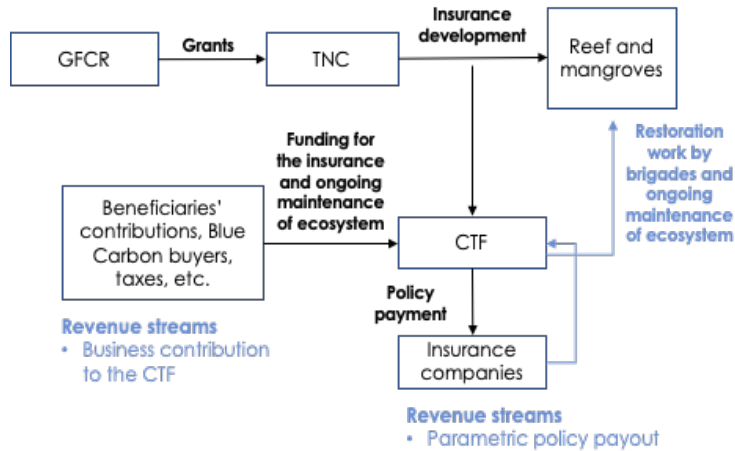 GFCR
Grants
TNC
Insurance
development
Reef and
mangroves
Restoration
work by
brigades and
ongoing
maintenance
of ecosystem
Funding for
the insurance
and ongoing
maintenance
of ecosystem
Beneficiaries'
contributions, Blue
Carbon buyers,
taxes, etc.
CTF
Policy
payment
Revenue streams
• Business contribution
to the CTF
Insurance
companies
Revenue streams
• Parametric policy payout